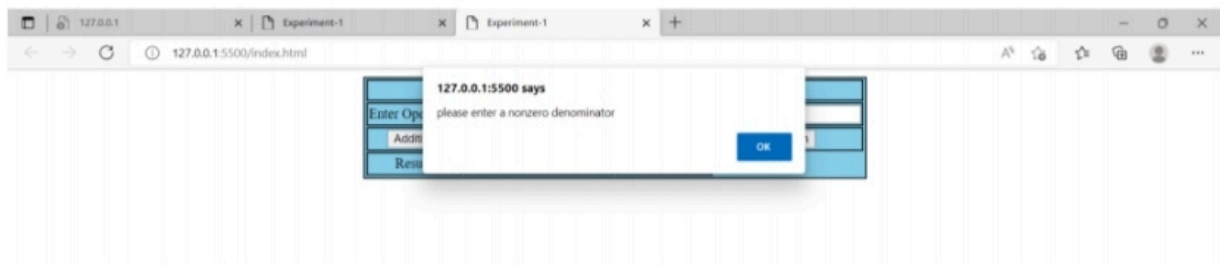 127.0.0.1
Experiment-1
Experiment-1
127.0.0.1:5500/index.html
127.0.0.1:5500 says
please enter a nonzero denominator
OK
Enter Ope
Additi
n
Resu